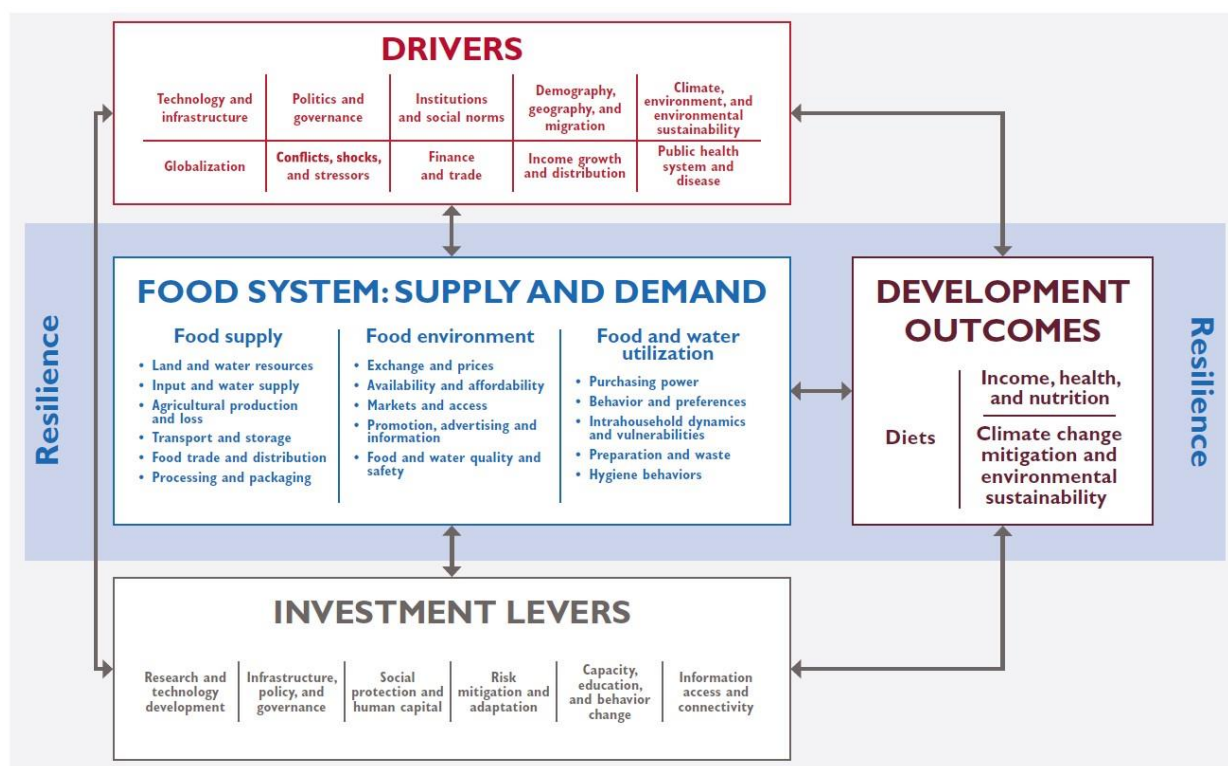 DRIVERS
Technology and
infrastructure
Politics and
governance
Institutions
and social norms
Demography,
geography, and
migration
Climate,
environment, and
environmental
sustainability
Globalization
Conflicts, shocks,
and stressors
Finance
and trade
Income growth
and distribution
Public health
system and
disease
Resilience
FOOD SYSTEM: SUPPLY AND DEMAND
Food supply
• Land and water resources
• Input and water supply
• Agricultural production
and loss
• Transport and storage
• Food trade and distribution
• Processing and packaging
Food environment
• Exchange and prices
• Availability and affordability
• Markets and access
• Promotion, advertising and
information
• Food and water quality and
safety
Food and water
utilization
• Purchasing power
• Behavior and preferences
• Intrahousehold dynamics
and vulnerabilities
• Preparation and waste
• Hygiene behaviors
DEVELOPMENT
OUTCOMES
Diets
Income, health,
and nutrition
Climate change
mitigation and
environmental
sustainability
Resilience
INVESTMENT LEVERS
Research and
technology
development
Infrastructure,
policy, and
governance
Social
protection and
human capital
Risk
mitigation and
adaptation
Capacity,
education,
and behavior
change
Information
access and
connectivity